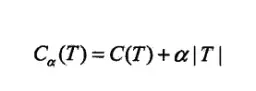 C_α(T) = C(T) + α|T|